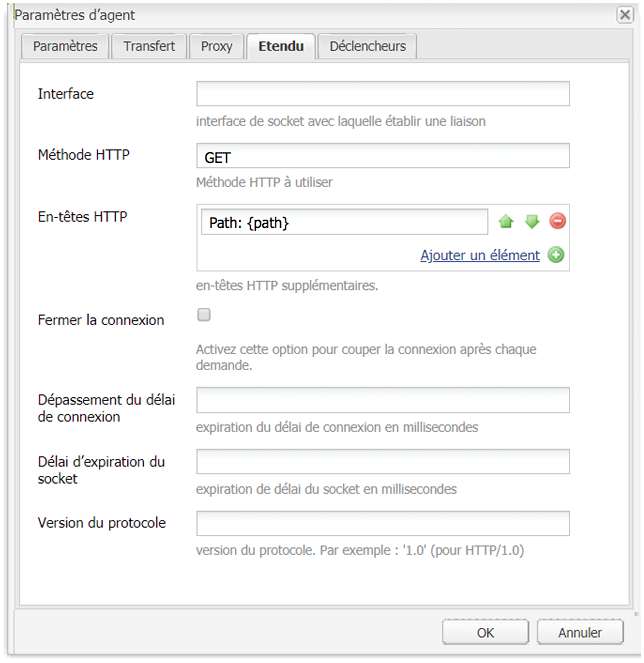 Paramètres d'agent
Paramètres
Transfert
Proxy
Etendu
Déclencheurs
Interface
interface de socket avec laquelle établir une liaison
Méthode HTTP
GET
Méthode HTTP à utiliser
En-têtes HTTP
Path: {path}
Ajouter un élément
en-têtes HTTP supplémentaires.
Fermer la connexion
Activez cette option pour couper la connexion après chaque
demande.
Dépassement du délai
de connexion
expiration du délai de connexion en millisecondes
Délai d'expiration du
socket
expiration de délai du socket en millisecondes
Version du protocole
version du protocole. Par exemple : '1.0' (pour HTTP/1.0)
OK
Annuler